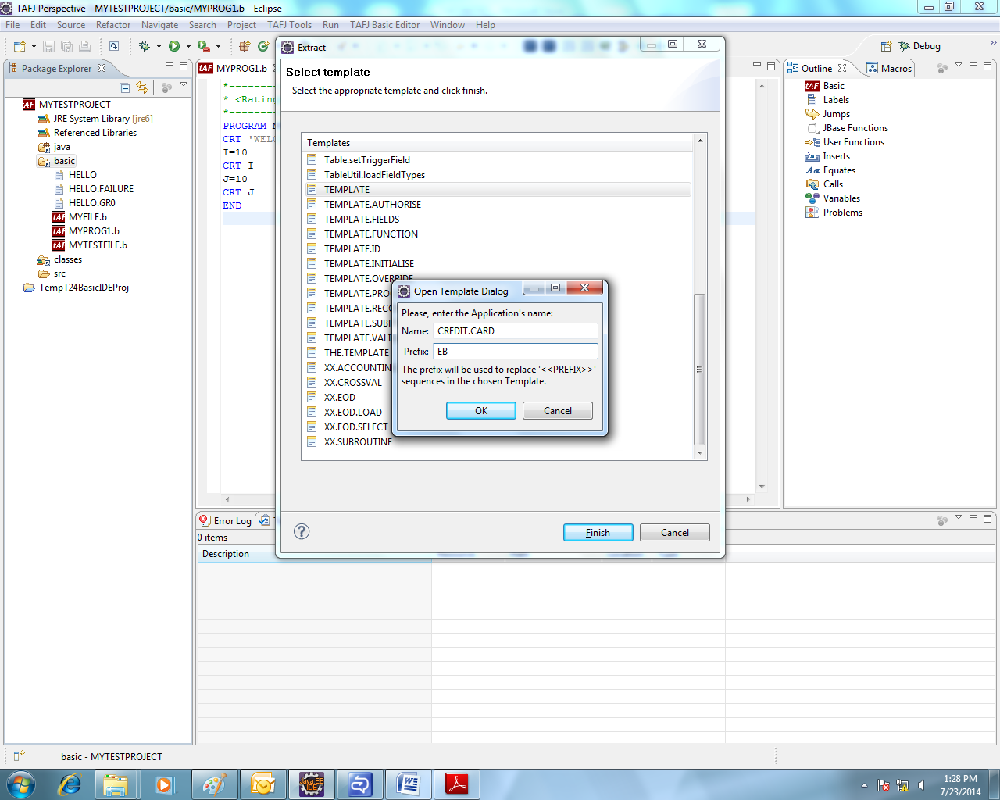 TAFJ Perspective - MYTESTPROJECT/basic/MYPROG1.b - Eclipse
File Edit Source Refactor Navigate Search Project TAFJ Tools Run TAFJ Basic Editor Window Help
Debug
Package Explorer
MYTESTPROJECT
JRE System Library [jre6]
Referenced Libraries
java
basic
HELLO
HELLO.FAILURE
HELLO.GR0
MYFILE.b
MYPROG1.b
MYTESTFILE.b
classes
src
TempT24BasicIDEProj
tAF MYPROG1.b
*---------
* <Rating
*---------
PROGRAM
CRT 'WELC
I=10
CRT I
J=10
CRT J
END
Extract
Select template
Select the appropriate template and click finish.
Templates
Table.setTriggerField
TableUtil.loadFieldTypes
TEMPLATE
TEMPLATE.AUTHORISE
TEMPLATE.FIELDS
TEMPLATE.FUNCTION
TEMPLATE.ID
TEMPLATE.INITIALISE
TEMPLATE.OVERRIDE
TEMPLATE.PRO
TEMPLATE.REC
TEMPLATE.SUB
TEMPLATE.VALI
THE.TEMPLATE
XX.ACCOUNTIN
XX.CROSSVAL
XX.EOD
XX.EOD.LOAD
XX.EOD.SELECT
XX.SUBROUTINE
Open Template Dialog
Please, enter the Application's name:
Name: CREDIT.CARD
Prefix: EB
The prefix will be used to replace '<<PREFIX>>'
sequences in the chosen Template.
OK Cancel
Finish Cancel
Outline Macros
Basic
Labels
Jumps
JBase Functions
User Functions
Inserts
Equates
Calls
Variables
Problems
Error Log
0 items
Description
basic - MYTESTPROJECT
Java EE
IDE
1:28 PM
7/23/2014